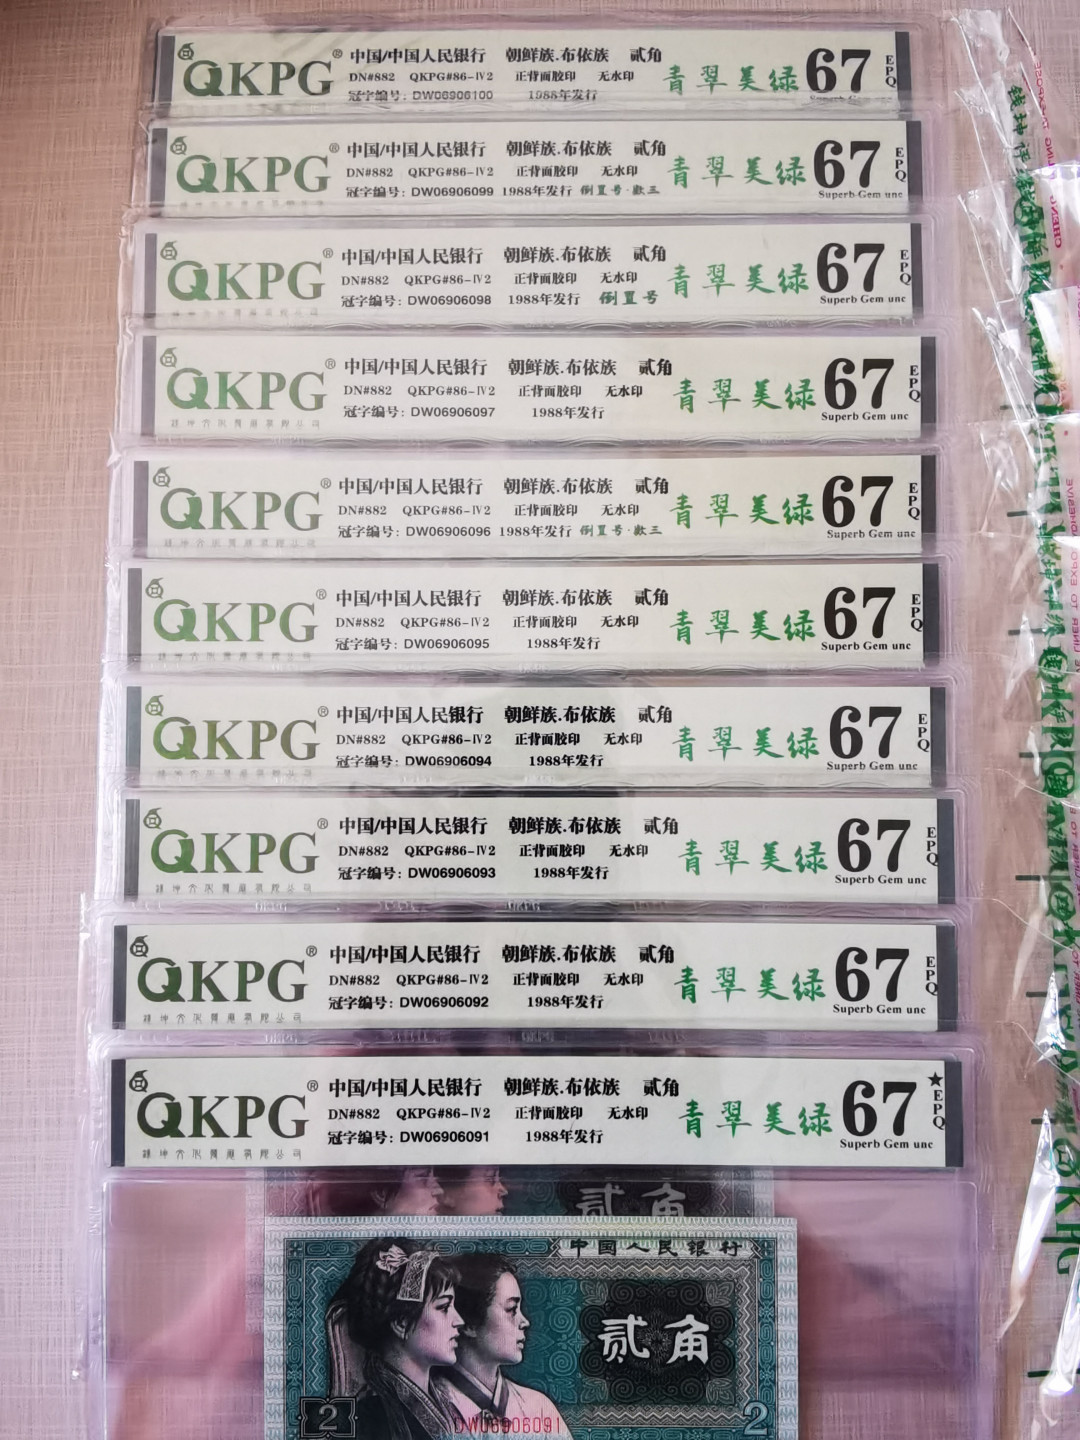 QKPG® 中国/中国人民银行 朝鲜族.布依族 贰角 青翠美绿 67 EPQ
DN#882 QKPG#86-IV2 正背面胶印 无水印
冠字编号: DW06906100 1988年发行 Superb Gem unc
QKPG® 中国/中国人民银行 朝鲜族.布依族 贰角 青翠美绿 67 EPQ
DN#882 QKPG#86-IV2 正背面胶印 无水印
冠字编号: DW06906099 1988年发行 倒置号·歉三 Superb Gem unc
QKPG® 中国/中国人民银行 朝鲜族.布依族 贰角 青翠美绿 67 EPQ
DN#882 QKPG#86-IV2 正背面胶印 无水印
冠字编号: DW06906098 1988年发行 倒置号 Superb Gem unc
QKPG® 中国/中国人民银行 朝鲜族.布依族 贰角 青翠美绿 67 EPQ
DN#882 QKPG#86-IV2 正背面胶印 无水印
冠字编号: DW06906097 1988年发行 Superb Gem unc
QKPG® 中国/中国人民银行 朝鲜族.布依族 贰角 青翠美绿 67 EPQ
DN#882 QKPG#86-IV2 正背面胶印 无水印
冠字编号: DW06906096 1988年发行 倒置号·歉三 Superb Gem unc
QKPG® 中国/中国人民银行 朝鲜族.布依族 贰角 青翠美绿 67 EPQ
DN#882 QKPG#86-IV2 正背面胶印 无水印
冠字编号: DW06906095 1988年发行 Superb Gem unc
QKPG® 中国/中国人民银行 朝鲜族.布依族 贰角 青翠美绿 67 EPQ
DN#882 QKPG#86-IV2 正背面胶印 无水印
冠字编号: DW06906094 1988年发行 Superb Gem unc
QKPG® 中国/中国人民银行 朝鲜族.布依族 贰角 青翠美绿 67 EPQ
DN#882 QKPG#86-IV2 正背面胶印 无水印
冠字编号: DW06906093 1988年发行 Superb Gem unc
QKPG® 中国/中国人民银行 朝鲜族.布依族 贰角 青翠美绿 67 EPQ
DN#882 QKPG#86-IV2 正背面胶印 无水印
冠字编号: DW06906092 1988年发行 Superb Gem unc
QKPG® 中国/中国人民银行 朝鲜族.布依族 贰角 青翠美绿 67 ★EPQ
DN#882 QKPG#86-IV2 正背面胶印 无水印
冠字编号: DW06906091 1988年发行 Superb Gem unc
贰角
中国人民银行
贰角
2 DW06906091 2